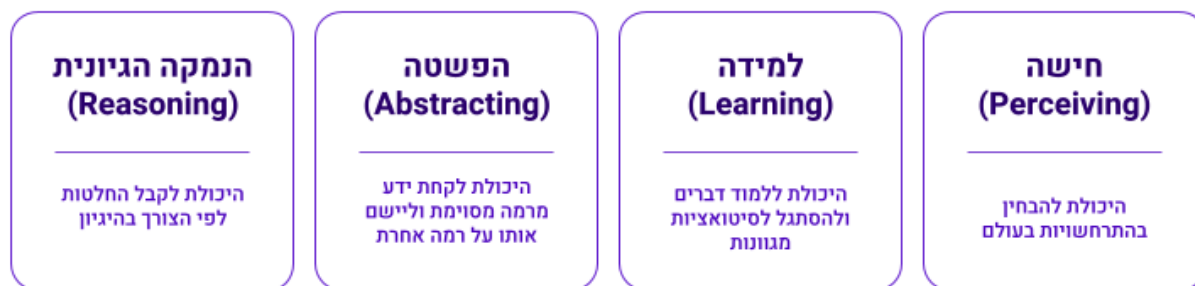 חישה
(Perceiving)
היכולת להבחין
בהתרחשויות בעולם
למידה
(Learning)
היכולת ללמוד דברים
ולהסתגל לסיטואציות
מגוונות
הפשטה
(Abstracting)
היכולת לקחת ידע
מרמה מסוימת וליישם
אותו על רמה אחרת
הנמקה הגיונית
(Reasoning)
היכולת לקבל החלטות
לפי הצורך בהיגיון